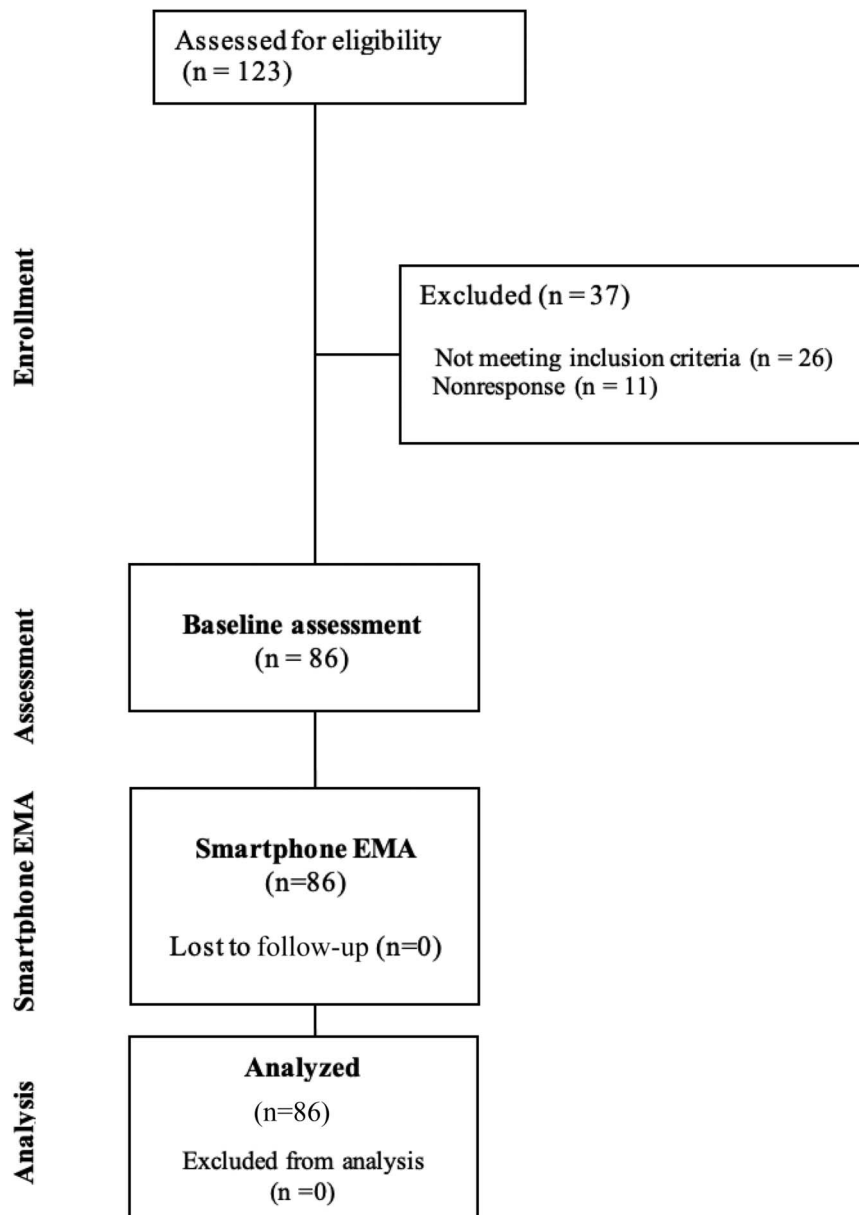 Assessed for eligibility
(n = 123)
Enrollment
Excluded (n = 37)
Not meeting inclusion criteria (n = 26)
Nonresponse (n = 11)
Assessment
Baseline assessment
(n = 86)
Smartphone EMA
Smartphone EMA
(n=86)
Lost to follow-up (n=0)
Analysis
Analyzed
(n=86)
Excluded from analysis
(n =0)